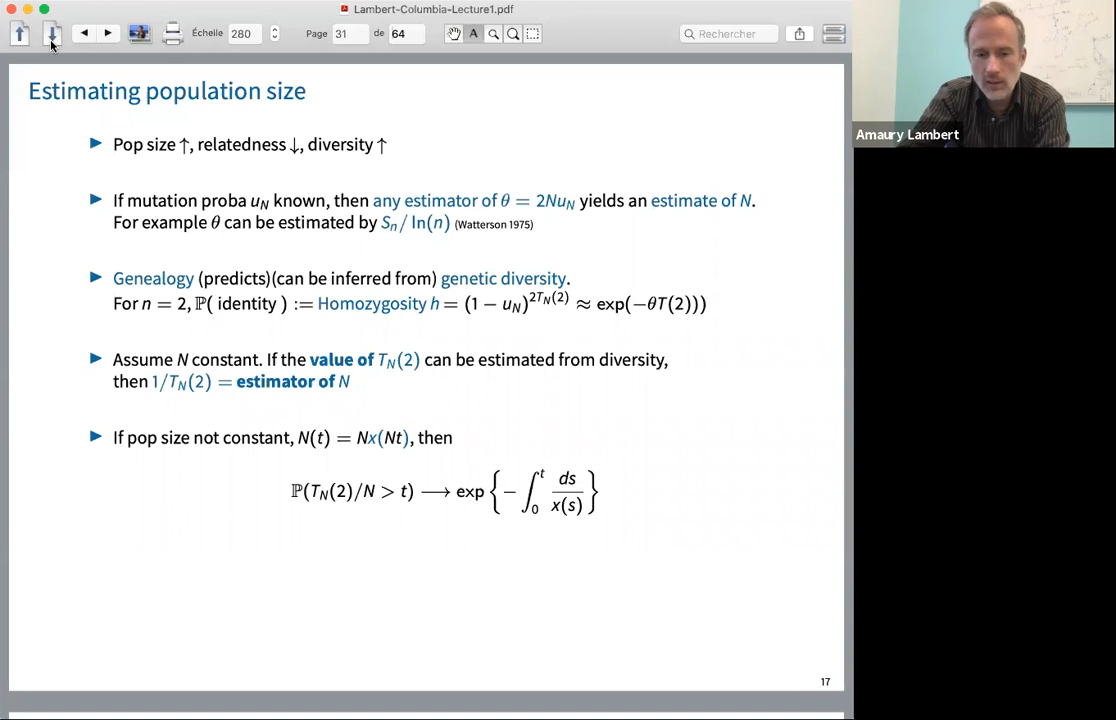 Lambert-Columbia-Lecture1.pdf
Échelle 280 Page 31 de 64 A Rechercher
Amaury Lambert
Estimating population size
► Pop size ↑, relatedness ↓, diversity ↑
► If mutation proba u_N known, then any estimator of θ = 2Nu_N yields an estimate of N.
For example θ can be estimated by S_n / ln(n) (Watterson 1975)
► Genealogy (predicts)(can be inferred from) genetic diversity.
For n = 2, ℙ( identity ) := Homozygosity h = (1 − u_N)^{2T_N(2)} ≈ exp(−θT(2)))
► Assume N constant. If the value of T_N(2) can be estimated from diversity,
then 1/T_N(2) = estimator of N
► If pop size not constant, N(t) = Nx(Nt), then
ℙ(T_N(2)/N > t) ⟶ exp { − ∫_0^t ds/x(s) }
17